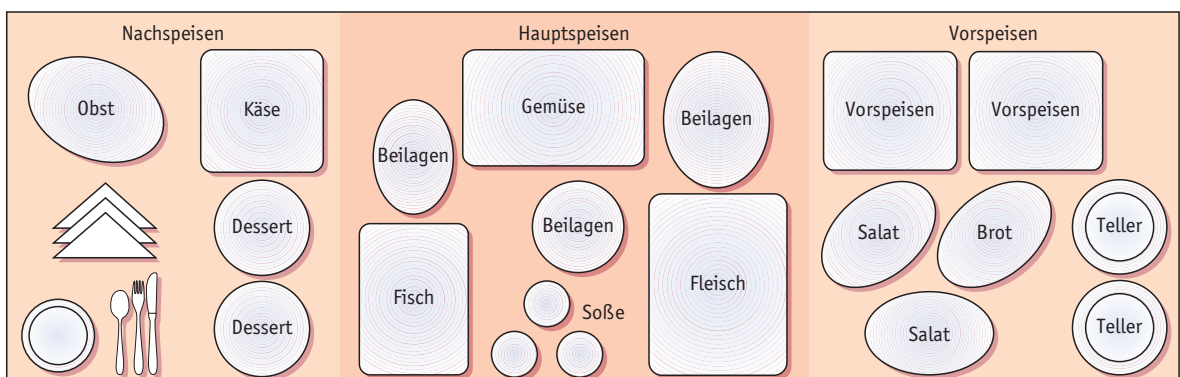 Nachspeisen
Hauptspeisen
Vorspeisen
Obst
Käse
Dessert
Dessert
Beilagen
Gemüse
Beilagen
Beilagen
Fisch
Soße
Fleisch
Vorspeisen
Vorspeisen
Salat
Brot
Teller
Salat
Teller